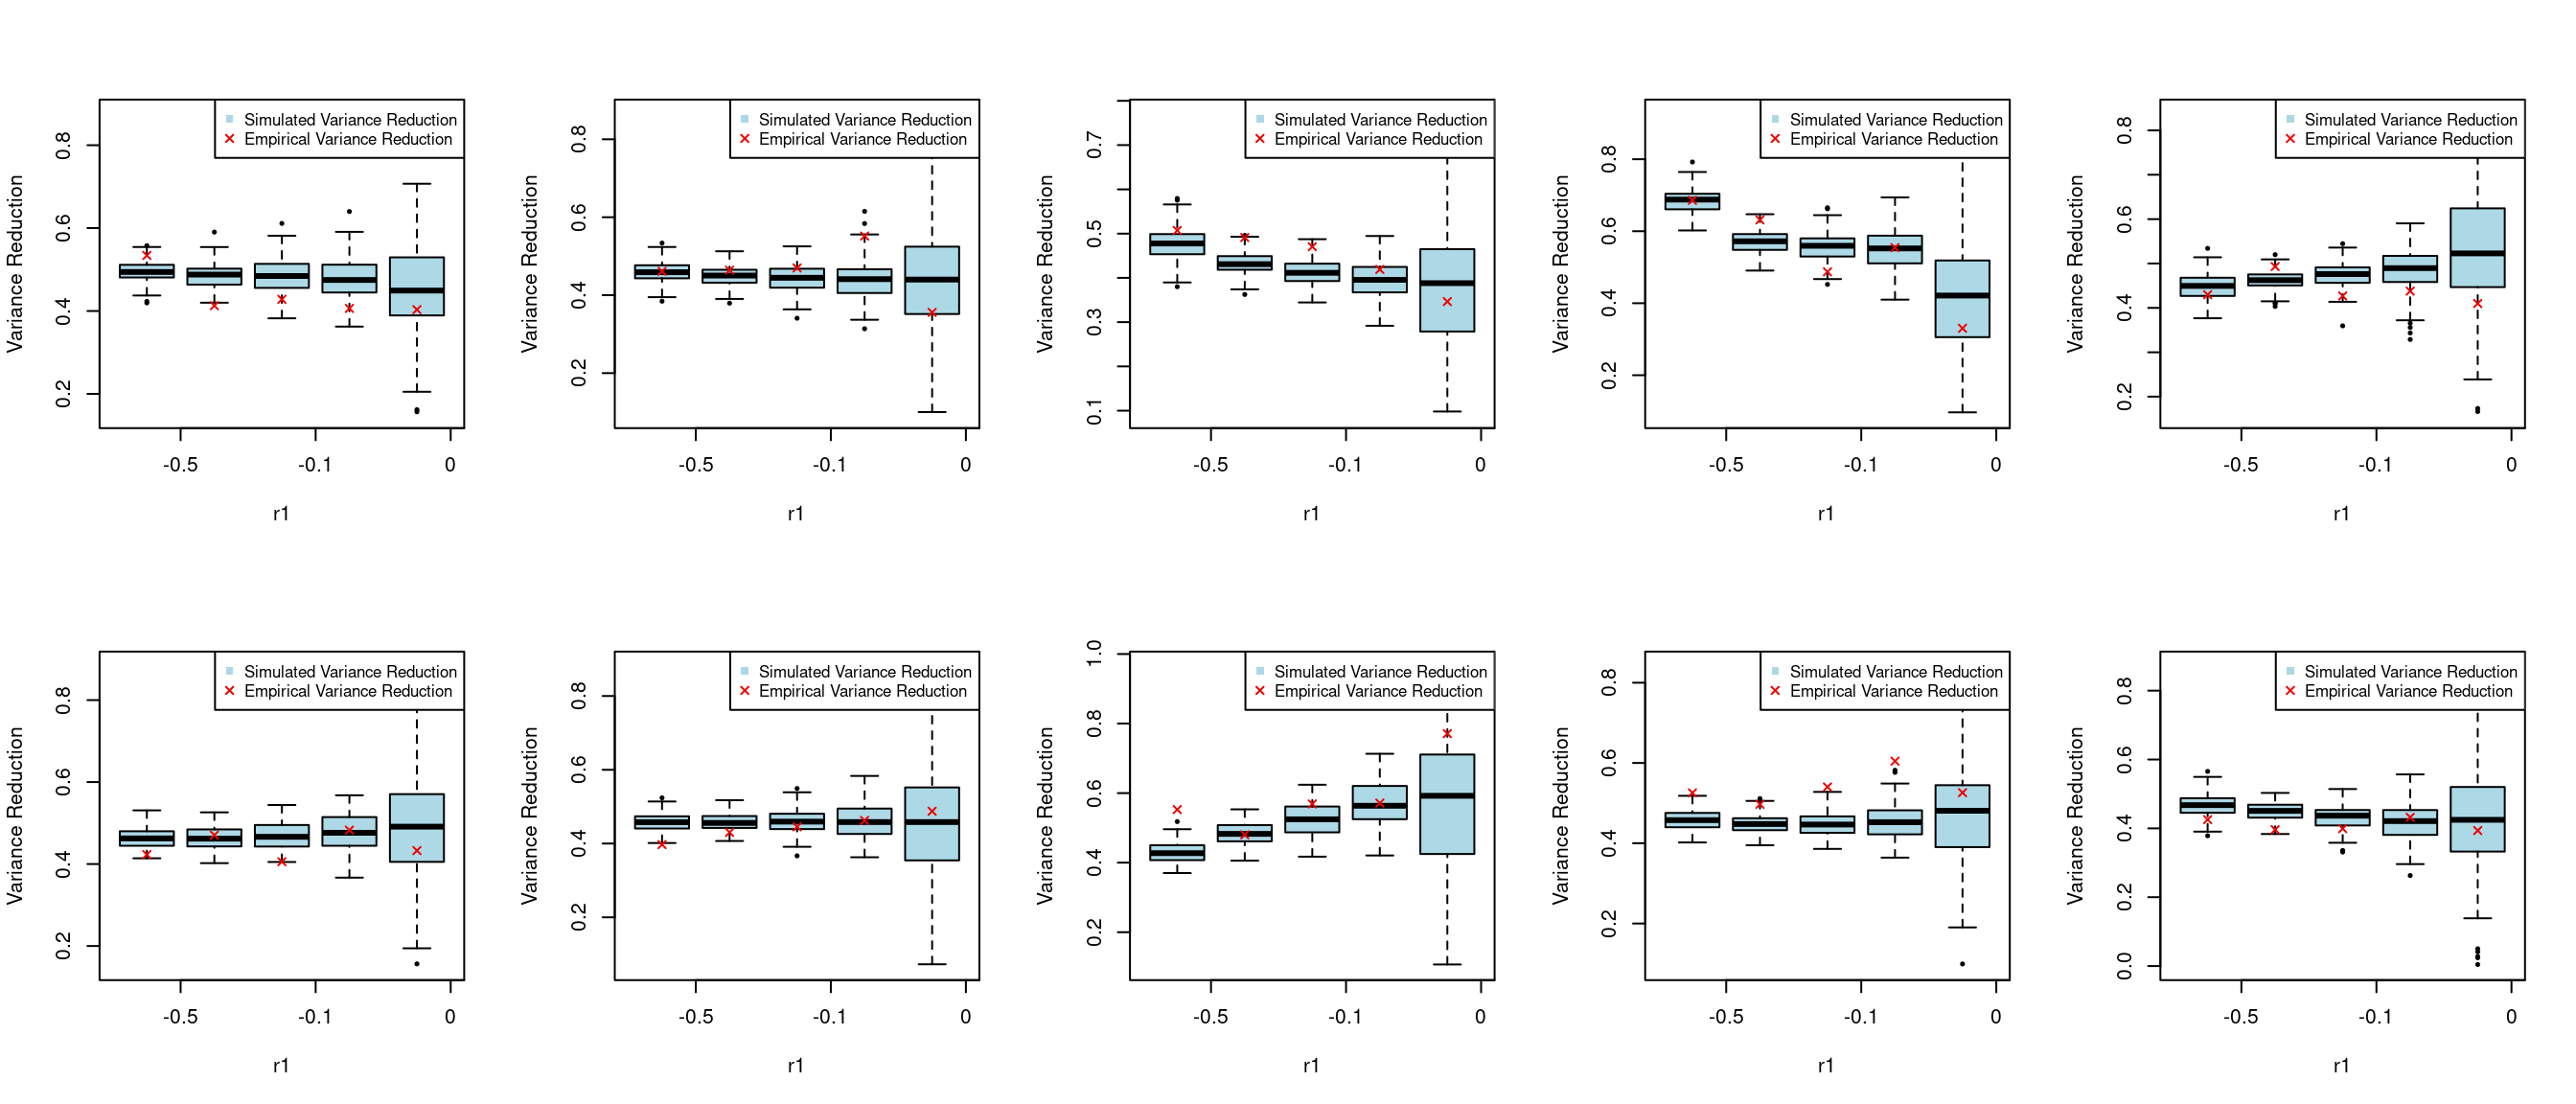 Simulated Variance Reduction
Empirical Variance Reduction
Variance Reduction
0.2 0.4 0.6 0.8
-0.5 -0.1 0
r1
Simulated Variance Reduction
Empirical Variance Reduction
Variance Reduction
0.2 0.4 0.6 0.8
-0.5 -0.1 0
r1
Simulated Variance Reduction
Empirical Variance Reduction
Variance Reduction
0.1 0.3 0.5 0.7
-0.5 -0.1 0
r1
Simulated Variance Reduction
Empirical Variance Reduction
Variance Reduction
0.2 0.4 0.6 0.8
-0.5 -0.1 0
r1
Simulated Variance Reduction
Empirical Variance Reduction
Variance Reduction
0.2 0.4 0.6 0.8
-0.5 -0.1 0
r1
Simulated Variance Reduction
Empirical Variance Reduction
Variance Reduction
0.2 0.4 0.6 0.8
-0.5 -0.1 0
r1
Simulated Variance Reduction
Empirical Variance Reduction
Variance Reduction
0.2 0.4 0.6 0.8
-0.5 -0.1 0
r1
Simulated Variance Reduction
Empirical Variance Reduction
Variance Reduction
0.2 0.4 0.6 0.8 1.0
-0.5 -0.1 0
r1
Simulated Variance Reduction
Empirical Variance Reduction
Variance Reduction
0.2 0.4 0.6 0.8
-0.5 -0.1 0
r1
Simulated Variance Reduction
Empirical Variance Reduction
Variance Reduction
0.0 0.2 0.4 0.6 0.8
-0.5 -0.1 0
r1